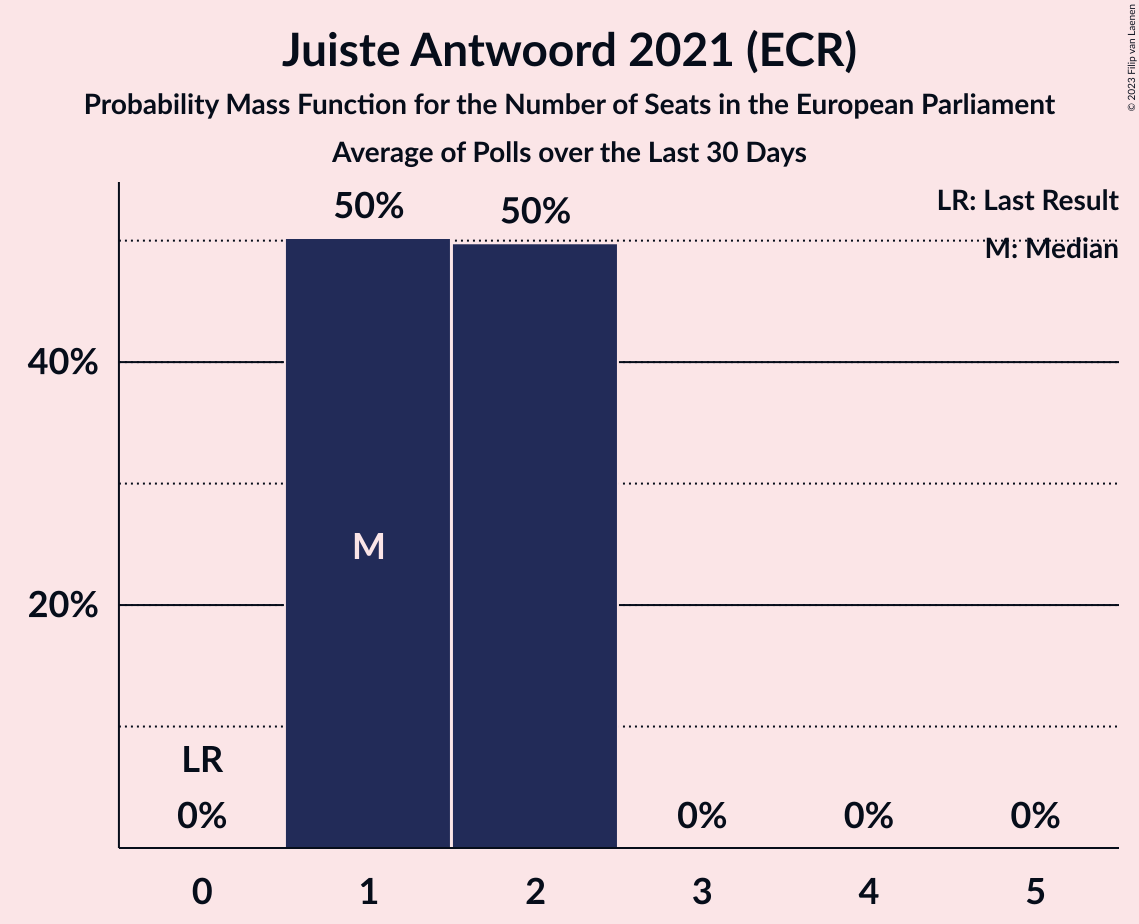 Juiste Antwoord 2021 (ECR)
Probability Mass Function for the Number of Seats in the European Parliament
Average of Polls over the Last 30 Days
© 2023 Filip van Laenen
LR: Last Result
M: Median
50%
50%
40%
20%
M
LR
0%
0%
0%
0%
0
1
2
3
4
5